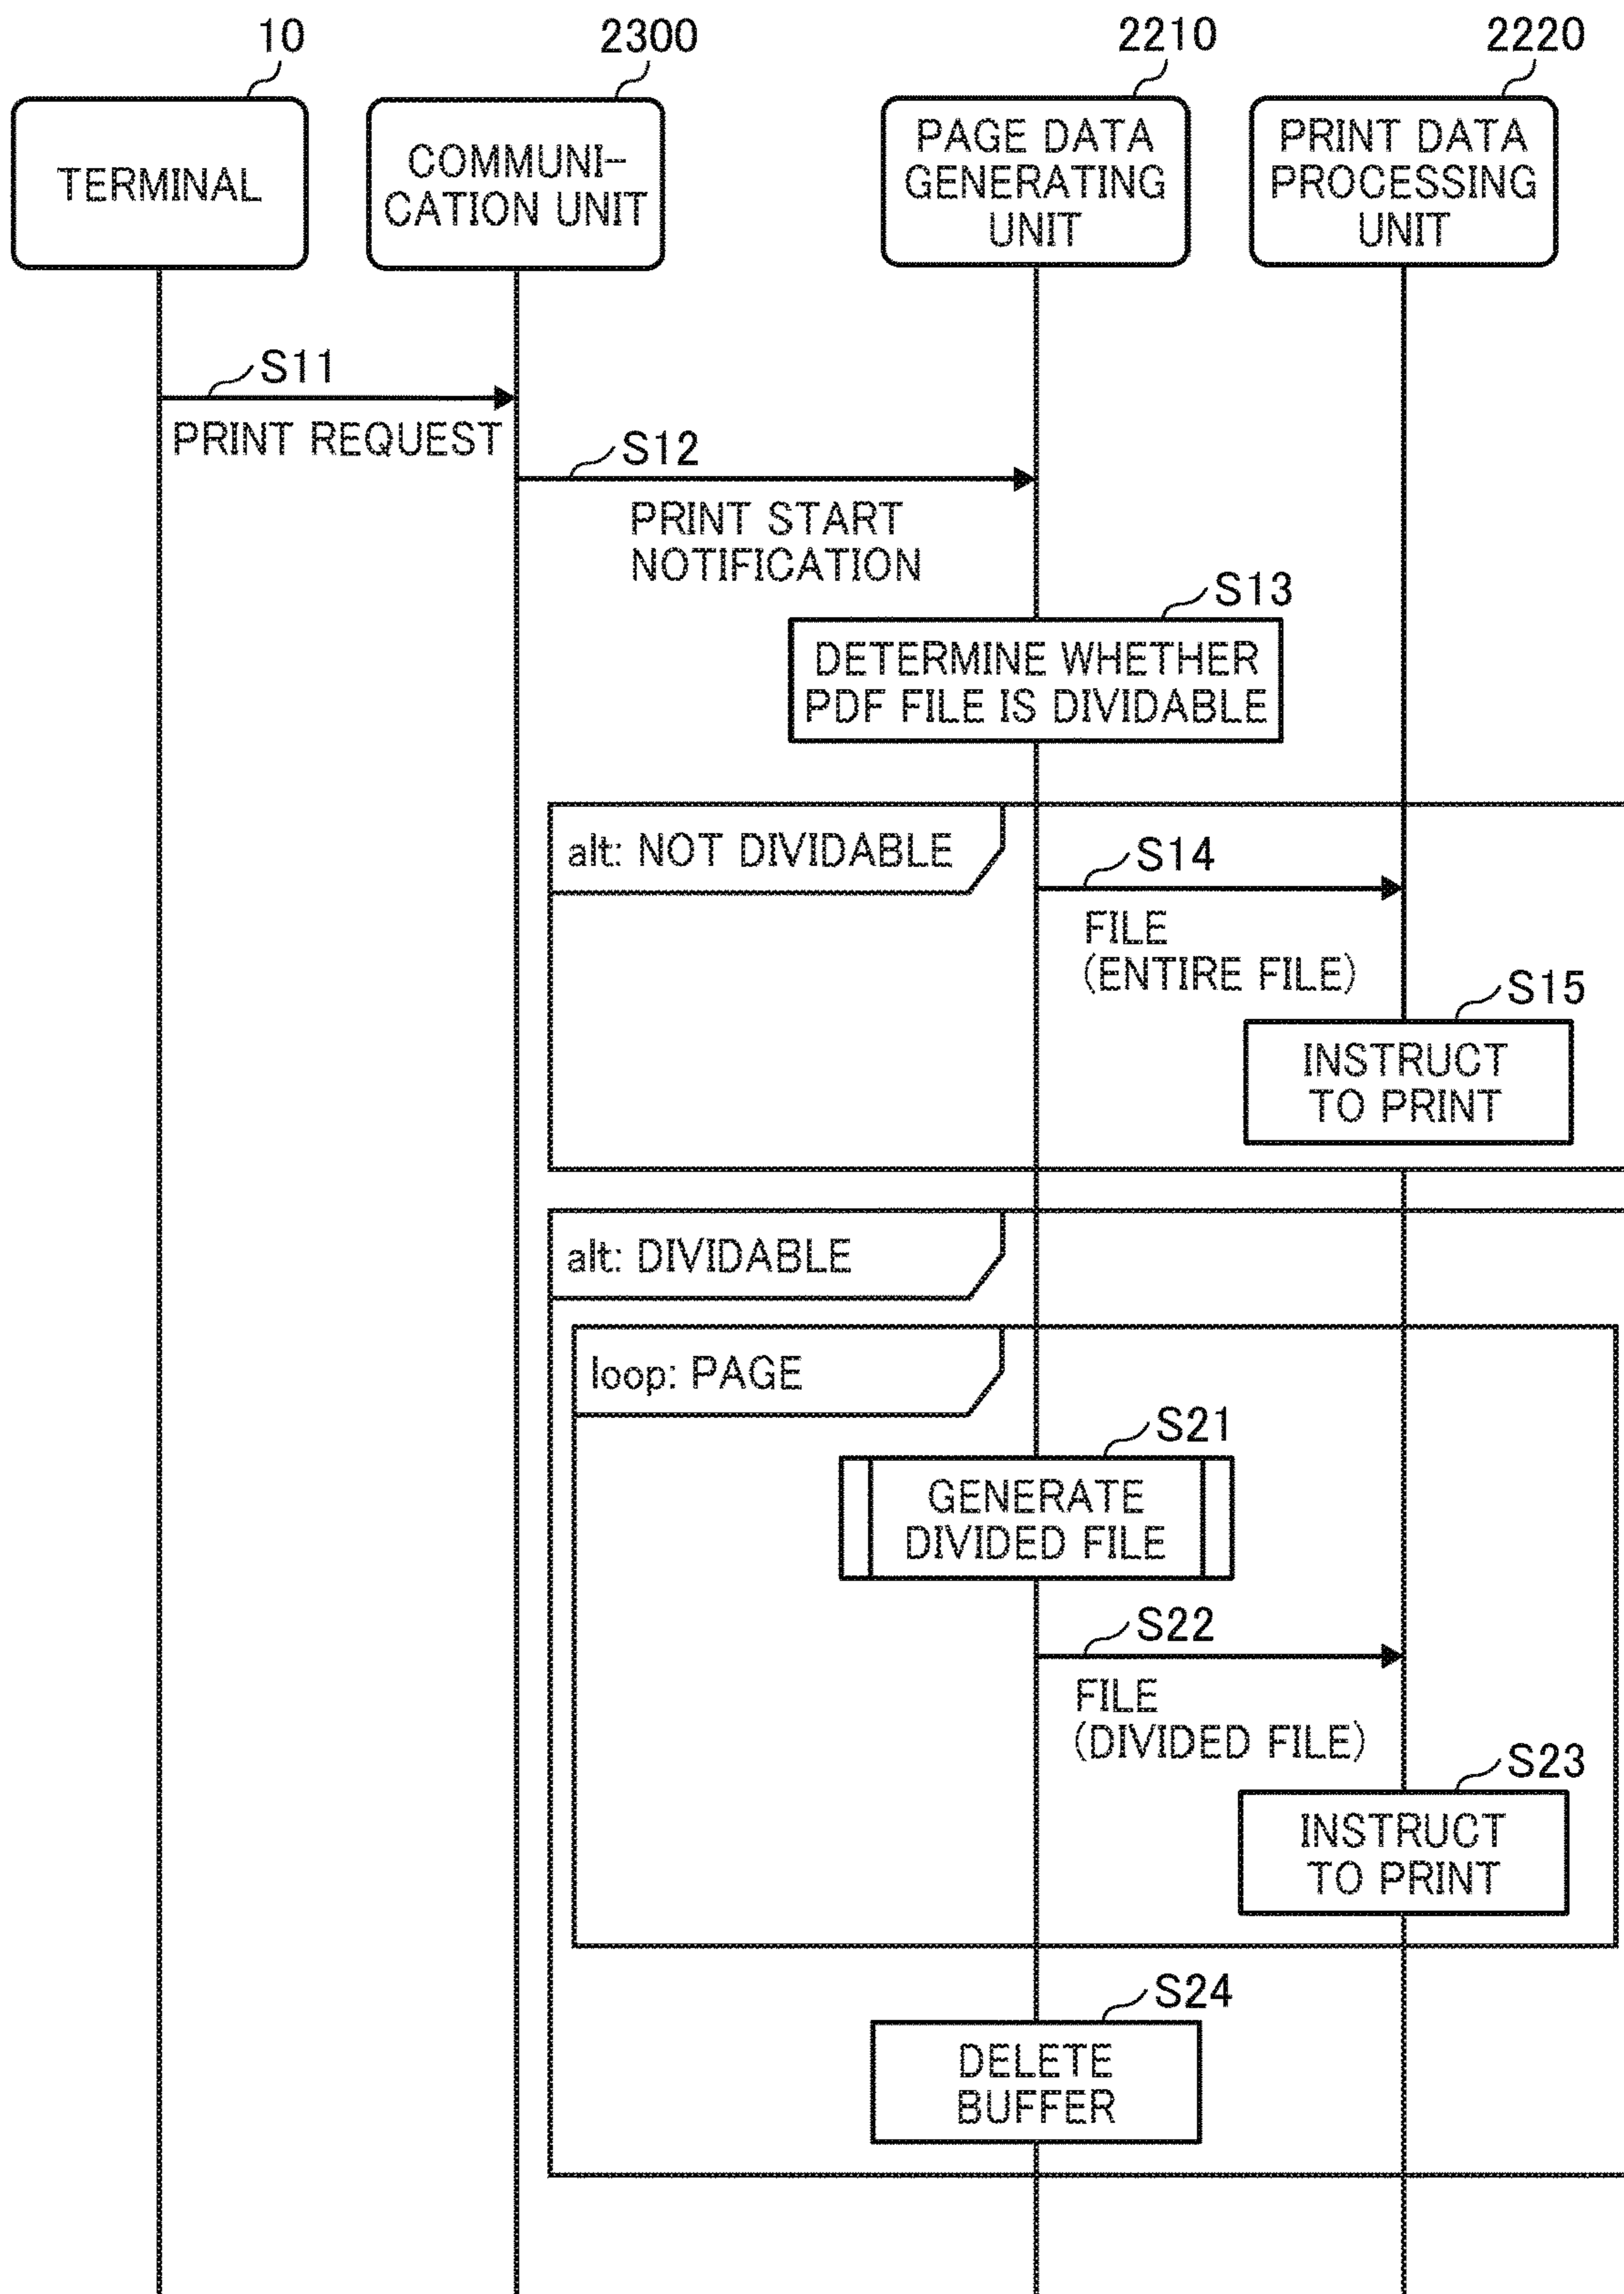 10
2300
2210
2220
TERMINAL
COMMUNI-
CATION UNIT
PAGE DATA
GENERATING
UNIT
PRINT DATA
PROCESSING
UNIT
S11
PRINT REQUEST
S12
PRINT START
NOTIFICATION
S13
DETERMINE WHETHER
PDF FILE IS DIVIDABLE
alt: NOT DIVIDABLE
S14
FILE
(ENTIRE FILE)
S15
INSTRUCT
TO PRINT
alt: DIVIDABLE
loop: PAGE
S21
GENERATE
DIVIDED FILE
S22
FILE
(DIVIDED FILE)
S23
INSTRUCT
TO PRINT
S24
DELETE
BUFFER